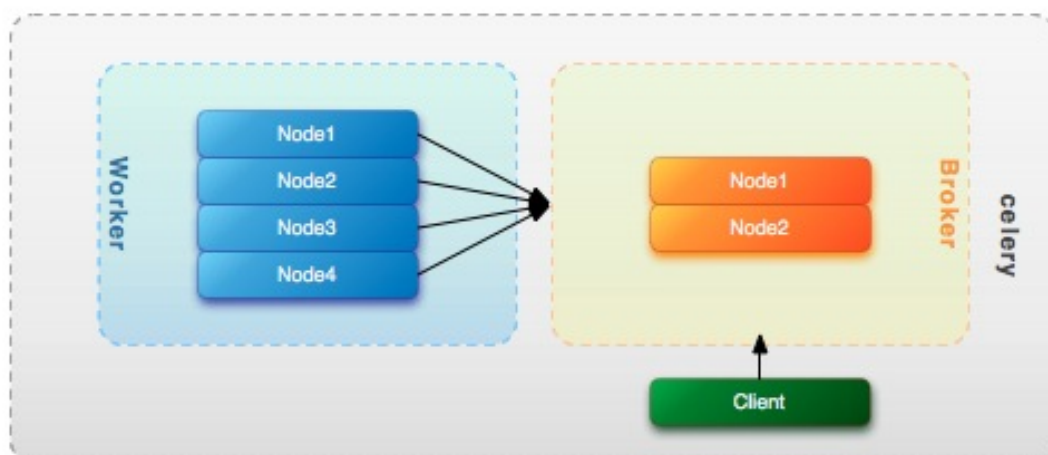 Worker
Node1
Node2
Node3
Node4
Node1
Node2
Broker
celery
Client